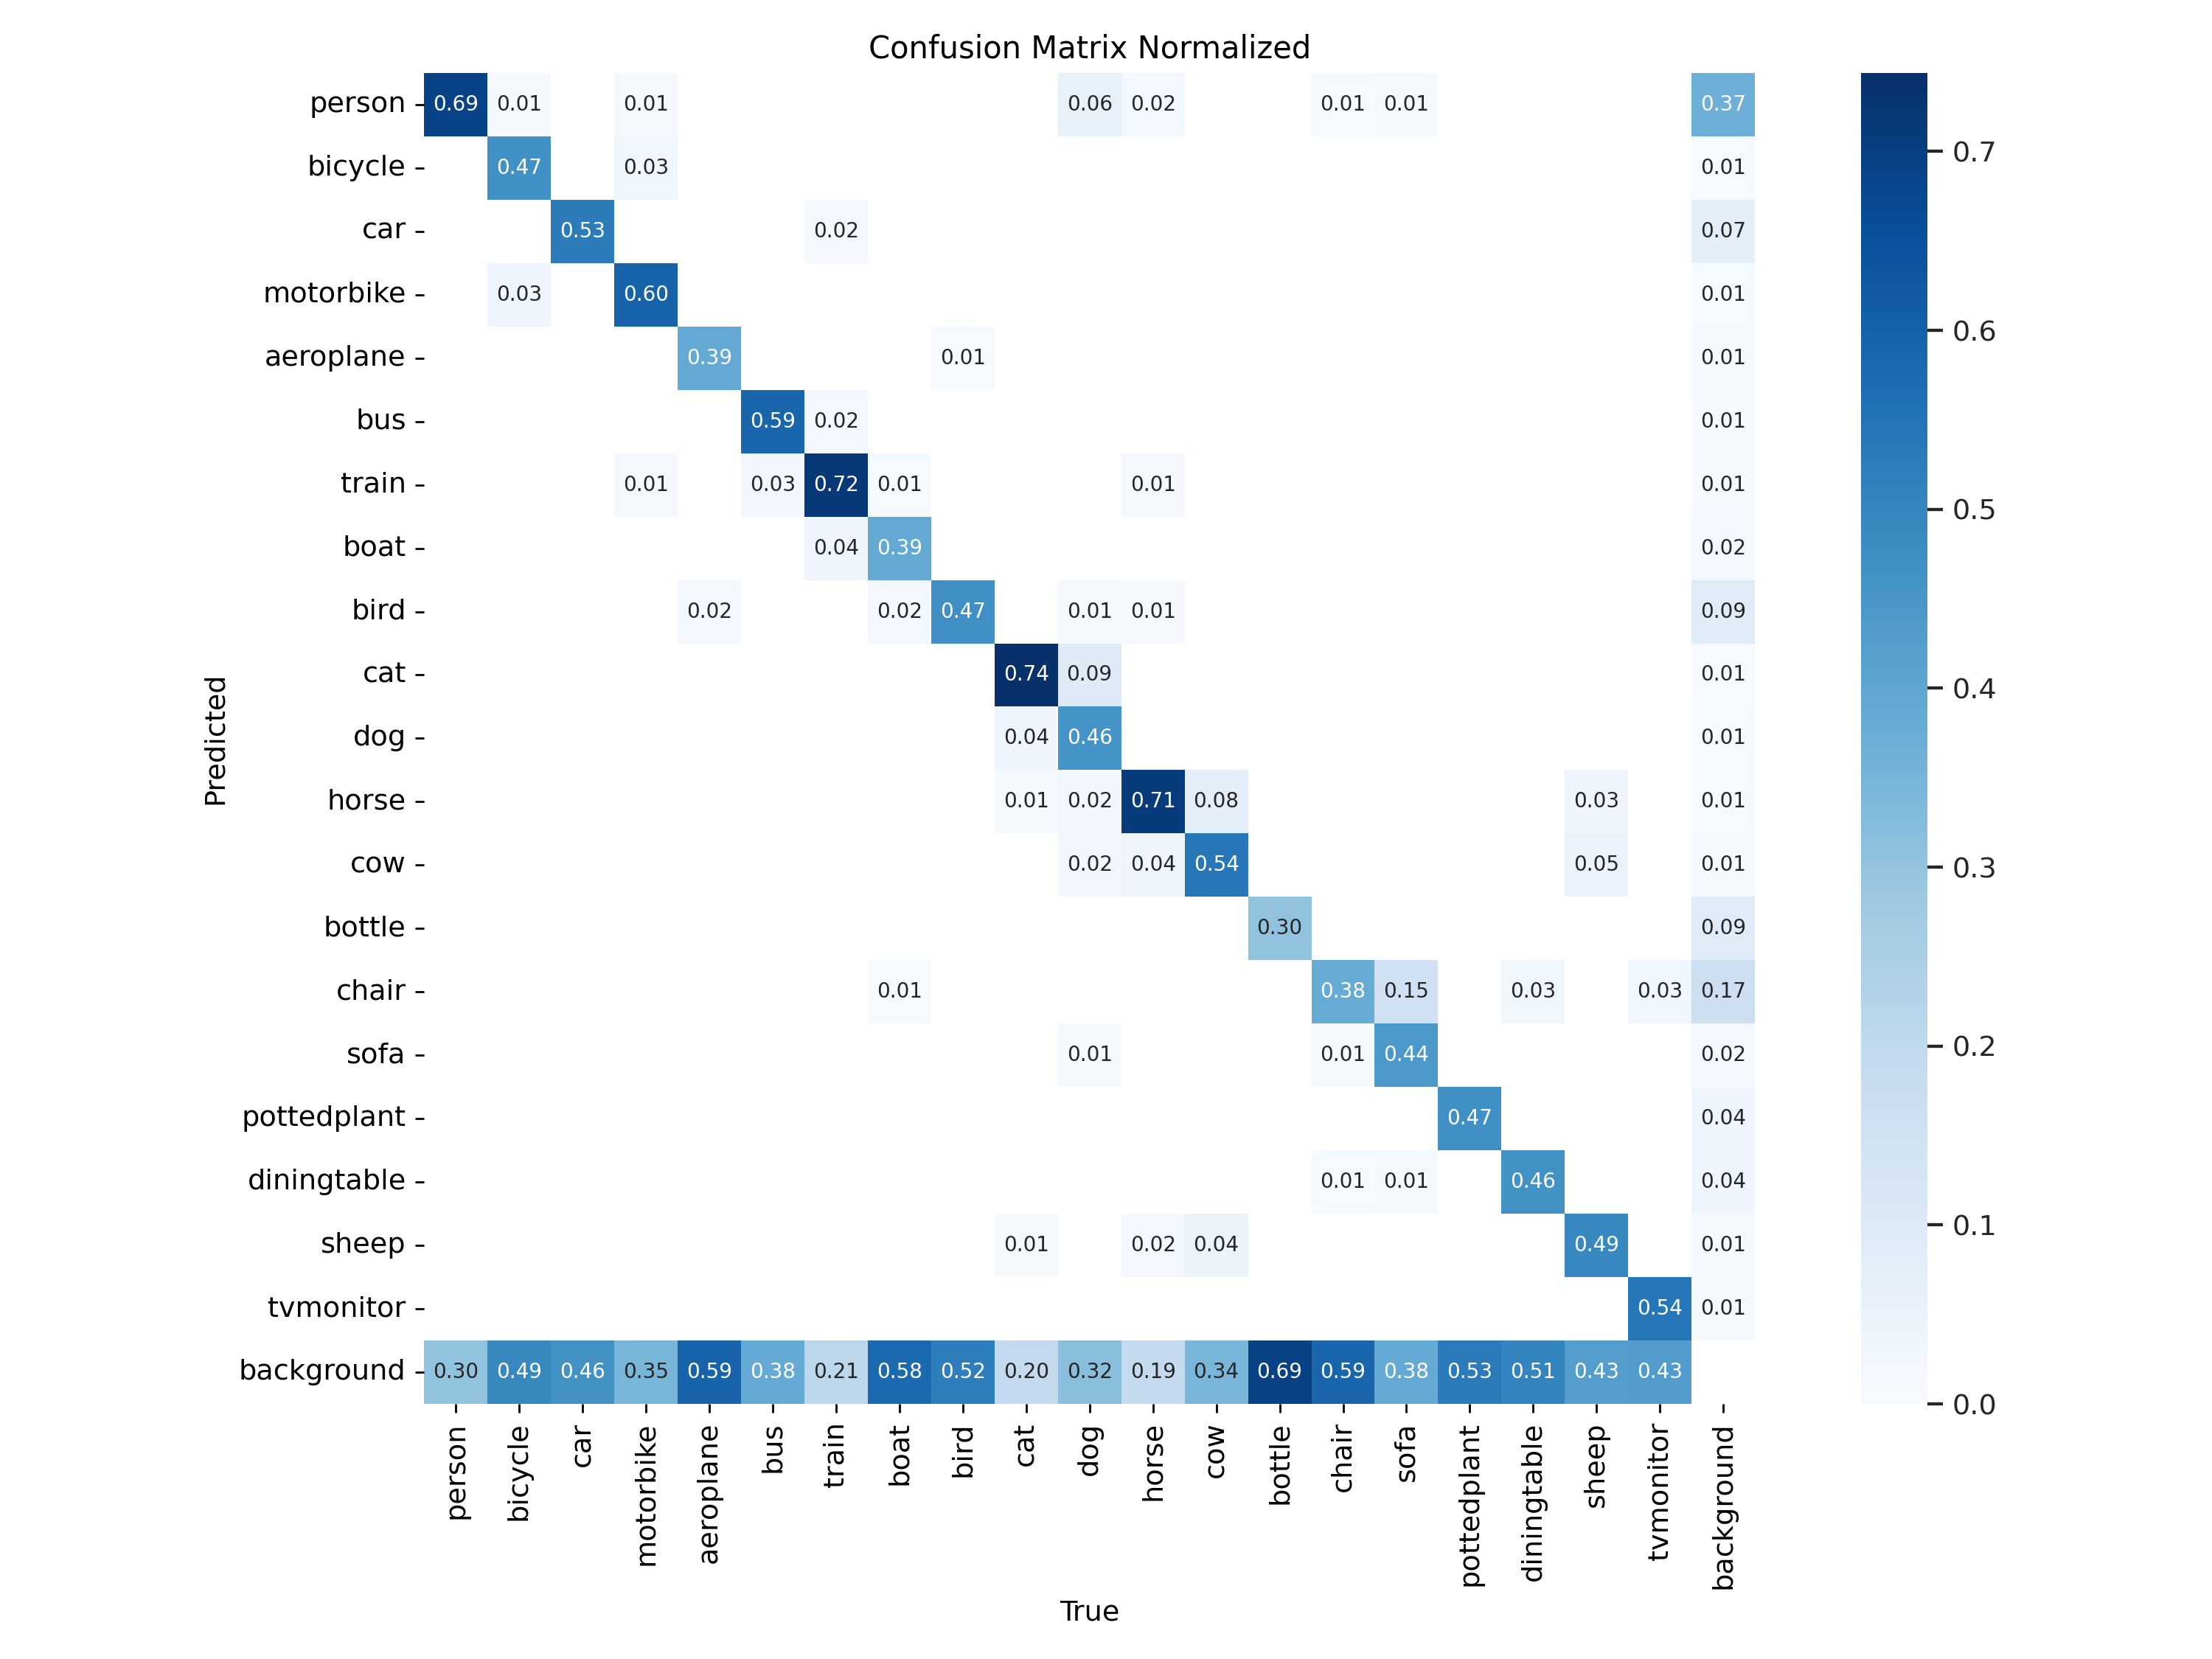 Confusion Matrix Normalized
person 0.69 0.01 0.01 0.06 0.02 0.01 0.01 0.37
bicycle 0.47 0.03 0.01
car 0.53 0.02 0.07
motorbike 0.03 0.60 0.01
aeroplane 0.39 0.01 0.01
bus 0.59 0.02 0.01
train 0.01 0.03 0.72 0.01 0.01 0.01
boat 0.04 0.39 0.02
bird 0.02 0.02 0.47 0.01 0.01 0.09
cat 0.74 0.09 0.01
dog 0.04 0.46 0.01
horse 0.01 0.02 0.71 0.08 0.03 0.01
cow 0.02 0.04 0.54 0.05 0.01
bottle 0.30 0.09
chair 0.01 0.38 0.15 0.03 0.03 0.17
sofa 0.01 0.01 0.44 0.02
pottedplant 0.47 0.04
diningtable 0.01 0.01 0.46 0.04
sheep 0.01 0.02 0.04 0.49 0.01
tvmonitor 0.54 0.01
background 0.30 0.49 0.46 0.35 0.59 0.38 0.21 0.58 0.52 0.20 0.32 0.19 0.34 0.69 0.59 0.38 0.53 0.51 0.43 0.43
person bicycle car motorbike aeroplane bus train boat bird cat dog horse cow bottle chair sofa pottedplant diningtable sheep tvmonitor background
True
Predicted
0.7
0.6
0.5
0.4
0.3
0.2
0.1
0.0